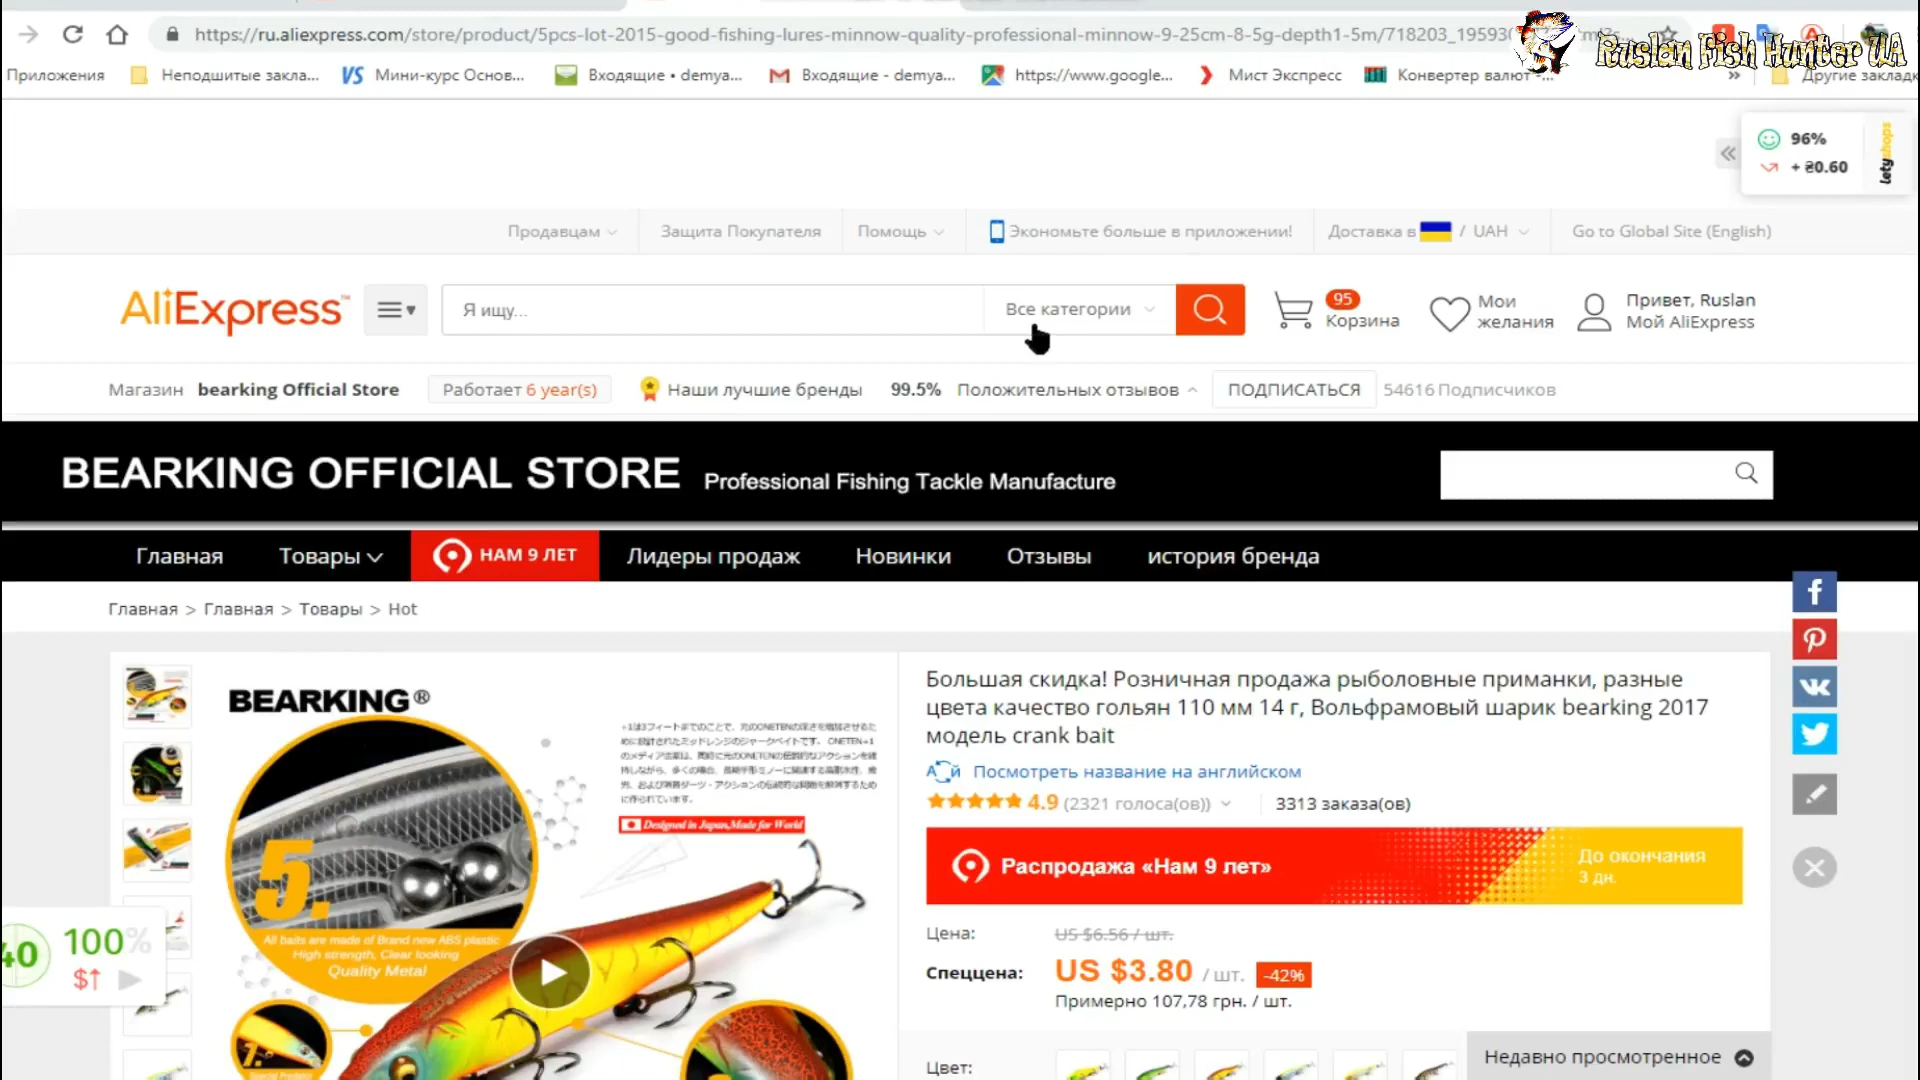 https://ru.aliexpress.com/store/product/5pcs-lot-2015-good-fishing-lures-minnow-quality-professional-minnow-9-25cm-8-5g-depth1-5m/718203_19593
Ruslan Fish Hunter UA
Приложения
Неподшитые закла...
VS Мини-курс Основ...
Входящие • demya...
Входящие - demya...
https://www.google...
Мист Экспресс
Конвертер валют
»
Другие закладк
96%
+ ₴0.60
letyshops
Продавцам
Защита Покупателя
Помощь
Экономьте больше в приложении!
Доставка в / UAH
Go to Global Site (English)
AliExpress™
Я ищу...
Все категории
95
Корзина
Мои
желания
Привет, Ruslan
Мой AliExpress
Магазин bearking Official Store
Работает 6 year(s)
Наши лучшие бренды
99.5% Положительных отзывов
ПОДПИСАТЬСЯ
54616 Подписчиков
BEARKING OFFICIAL STORE Professional Fishing Tackle Manufacture
Главная
Товары
НАМ 9 ЛЕТ
Лидеры продаж
Новинки
Отзывы
история бренда
Главная > Главная > Товары > Hot
BEARKING®
Designed in Japan,Made for World
5.
All baits are made of Brand new ABS plastic
High strength, Clear looking
Quality Metal
1.
40
100%
$↑
Большая скидка! Розничная продажа рыболовные приманки, разные
цвета качество гольян 110 мм 14 г, Вольфрамовый шарик bearking 2017
модель crank bait
Посмотреть название на английском
4.9 (2321 голоса(ов))
3313 заказа(ов)
Распродажа «Нам 9 лет»
До окончания
3 дн.
Цена:
US $6.56 / шт.
Спеццена:
US $3.80 / шт. -42%
Примерно 107,78 грн. / шт.
Цвет:
Недавно просмотренное